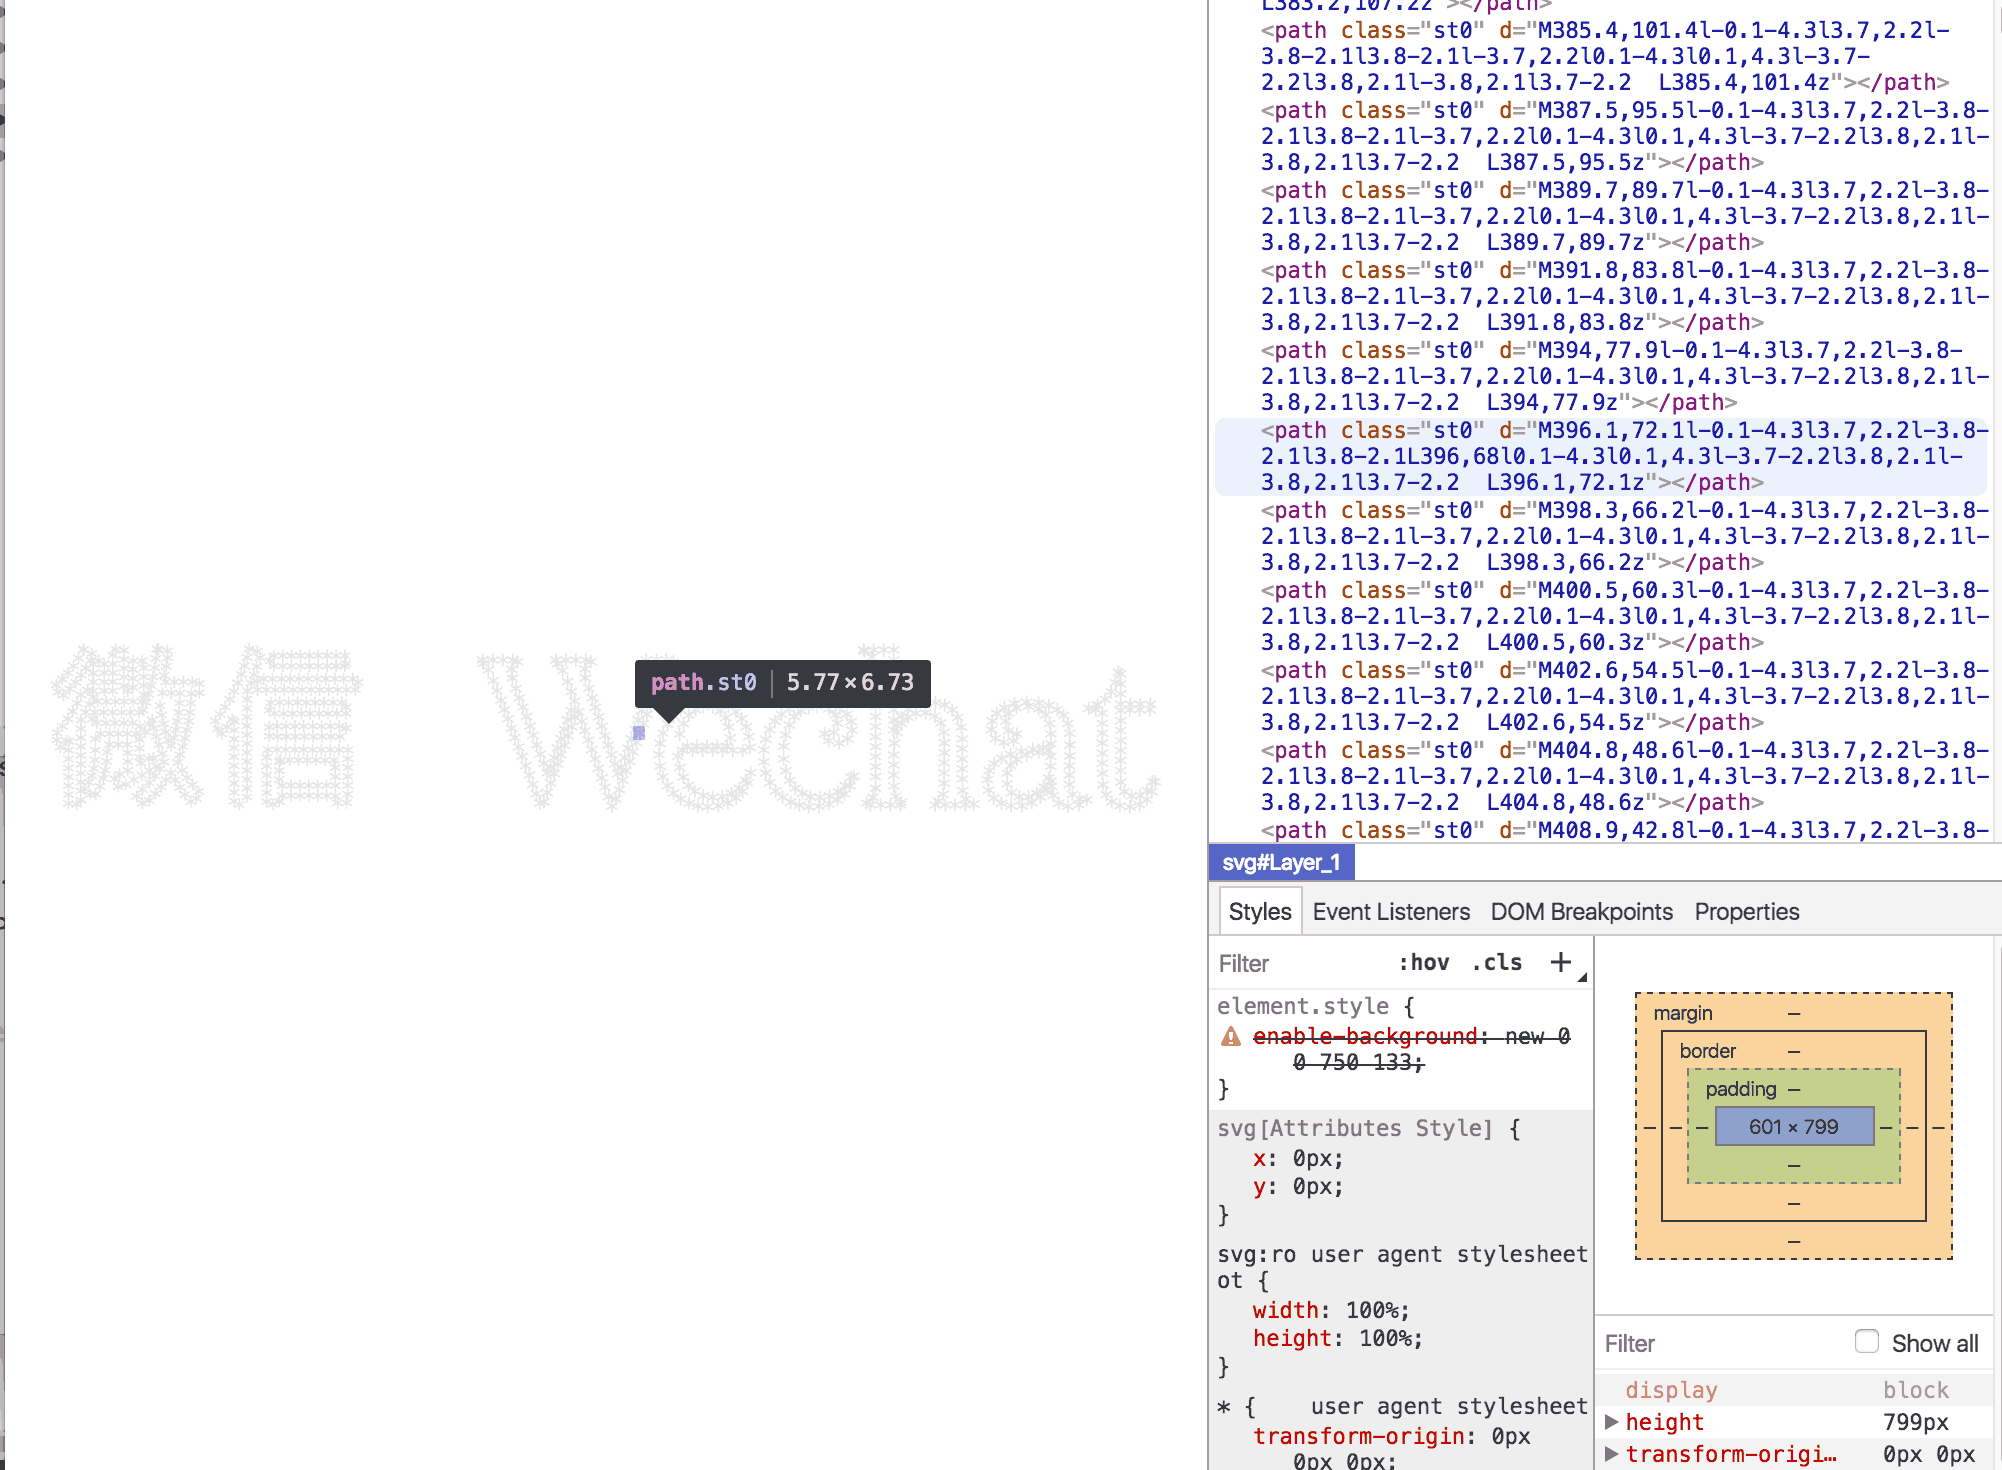 微信 Wechat
path.st0 5.77×6.73
L383.2,107.2z"></path>
<path class="st0" d="M385.4,101.4l-0.1-4.3l3.7,2.2l-
3.8-2.1l3.8-2.1l-3.7,2.2l0.1-4.3l0.1,4.3l-3.7-
2.2l3.8,2.1l-3.8,2.1l3.7-2.2  L385.4,101.4z"></path>
<path class="st0" d="M387.5,95.5l-0.1-4.3l3.7,2.2l-3.8-
2.1l3.8-2.1l-3.7,2.2l0.1-4.3l0.1,4.3l-3.7-2.2l3.8,2.1l-
3.8,2.1l3.7-2.2  L387.5,95.5z"></path>
<path class="st0" d="M389.7,89.7l-0.1-4.3l3.7,2.2l-3.8-
2.1l3.8-2.1l-3.7,2.2l0.1-4.3l0.1,4.3l-3.7-2.2l3.8,2.1l-
3.8,2.1l3.7-2.2  L389.7,89.7z"></path>
<path class="st0" d="M391.8,83.8l-0.1-4.3l3.7,2.2l-3.8-
2.1l3.8-2.1l-3.7,2.2l0.1-4.3l0.1,4.3l-3.7-2.2l3.8,2.1l-
3.8,2.1l3.7-2.2  L391.8,83.8z"></path>
<path class="st0" d="M394,77.9l-0.1-4.3l3.7,2.2l-3.8-
2.1l3.8-2.1l-3.7,2.2l0.1-4.3l0.1,4.3l-3.7-2.2l3.8,2.1l-
3.8,2.1l3.7-2.2  L394,77.9z"></path>
<path class="st0" d="M396.1,72.1l-0.1-4.3l3.7,2.2l-3.8-
2.1l3.8-2.1L396,68l0.1-4.3l0.1,4.3l-3.7-2.2l3.8,2.1l-
3.8,2.1l3.7-2.2  L396.1,72.1z"></path>
<path class="st0" d="M398.3,66.2l-0.1-4.3l3.7,2.2l-3.8-
2.1l3.8-2.1l-3.7,2.2l0.1-4.3l0.1,4.3l-3.7-2.2l3.8,2.1l-
3.8,2.1l3.7-2.2  L398.3,66.2z"></path>
<path class="st0" d="M400.5,60.3l-0.1-4.3l3.7,2.2l-3.8-
2.1l3.8-2.1l-3.7,2.2l0.1-4.3l0.1,4.3l-3.7-2.2l3.8,2.1l-
3.8,2.1l3.7-2.2  L400.5,60.3z"></path>
<path class="st0" d="M402.6,54.5l-0.1-4.3l3.7,2.2l-3.8-
2.1l3.8-2.1l-3.7,2.2l0.1-4.3l0.1,4.3l-3.7-2.2l3.8,2.1l-
3.8,2.1l3.7-2.2  L402.6,54.5z"></path>
<path class="st0" d="M404.8,48.6l-0.1-4.3l3.7,2.2l-3.8-
2.1l3.8-2.1l-3.7,2.2l0.1-4.3l0.1,4.3l-3.7-2.2l3.8,2.1l-
3.8,2.1l3.7-2.2  L404.8,48.6z"></path>
<path class="st0" d="M408.9,42.8l-0.1-4.3l3.7,2.2l-3.8-
svg#Layer_1
Styles Event Listeners DOM Breakpoints Properties
Filter :hov .cls +
element.style {
enable-background: new 0
0 750 133;
}
svg[Attributes Style] {
x: 0px;
y: 0px;
}
svg:ro user agent stylesheet
ot {
width: 100%;
height: 100%;
}
* { user agent stylesheet
transform-origin: 0px
0px 0px;
margin –
border –
padding –
– – – 601 × 799 – – –
–
–
–
Filter Show all
display block
height 799px
transform-origi… 0px 0px